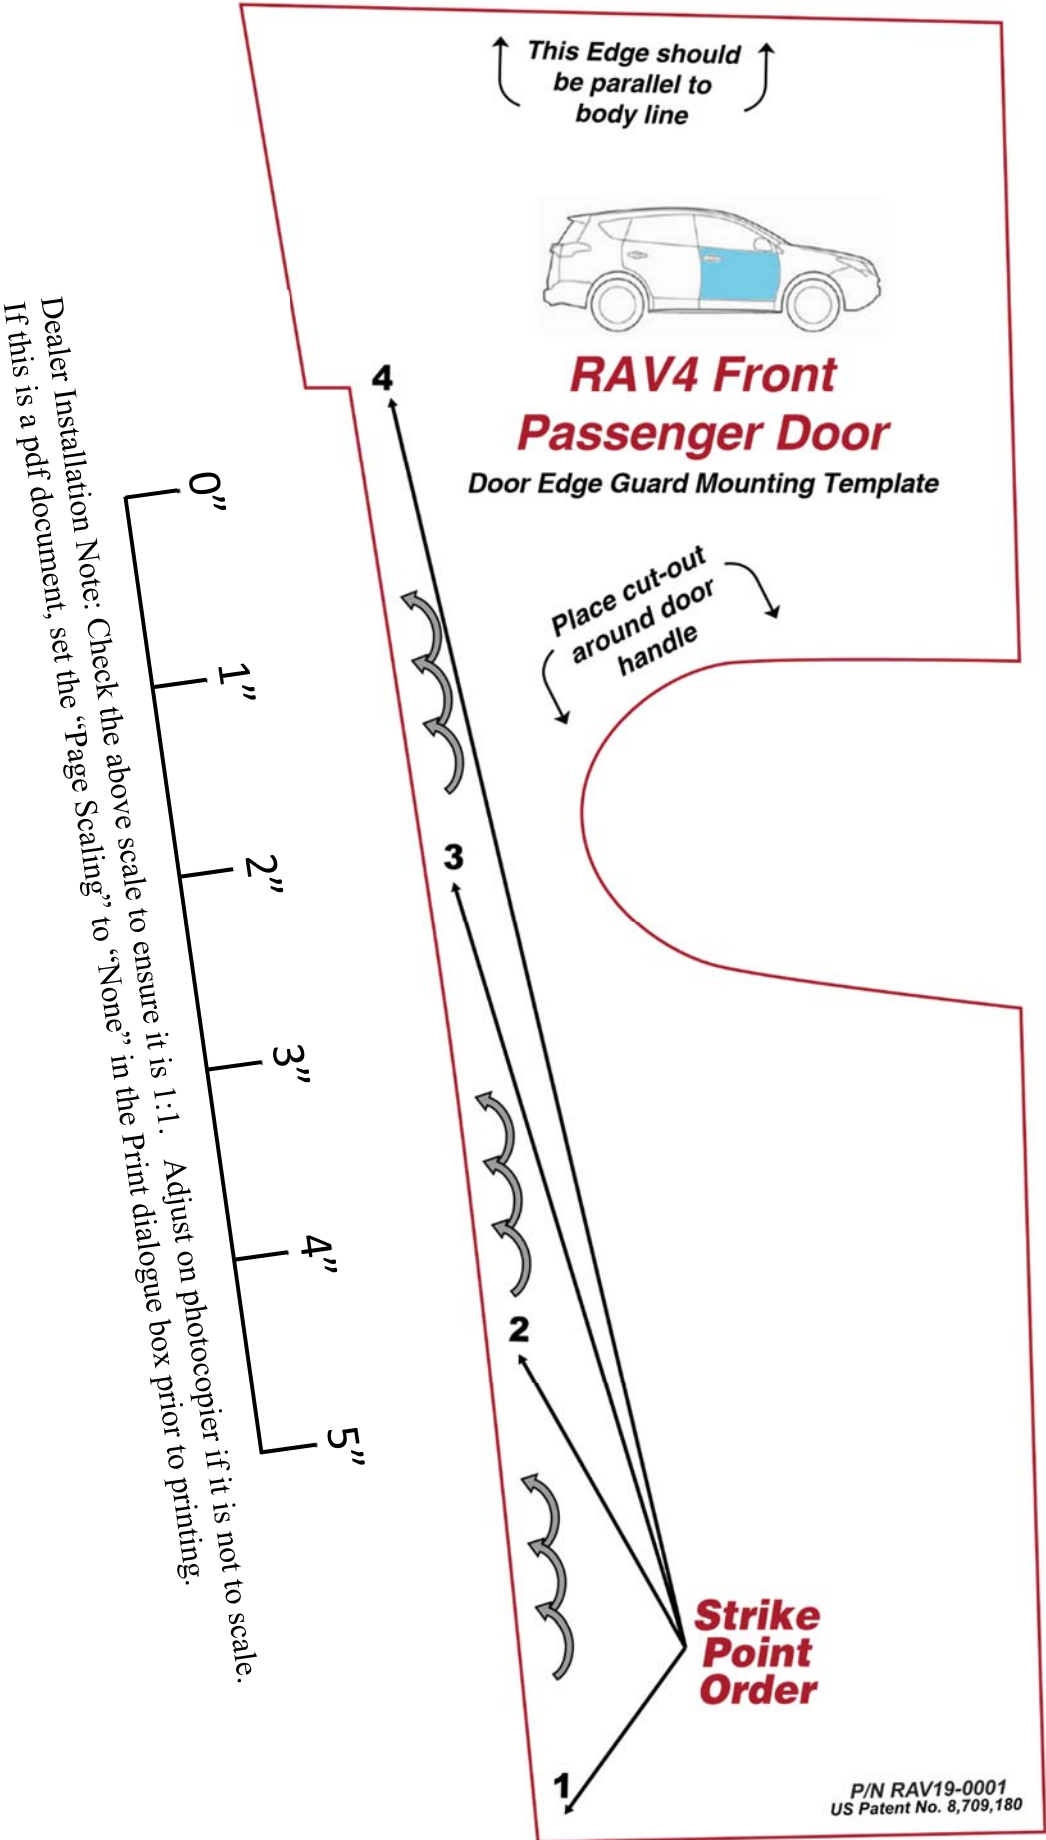 This Edge should
be parallel to
body line
RAV4 Front
Passenger Door
Door Edge Guard Mounting Template
Place cut-out
around door
handle
4
3
2
1
Strike
Point
Order
P/N RAV19-0001
US Patent No. 8,709,180
0”
1”
2”
3”
4”
5”
Dealer Installation Note: Check the above scale to ensure it is 1:1.   Adjust on photocopier if it is not to scale.
If this is a pdf document, set the “Page Scaling” to “None” in the Print dialogue box prior to printing.